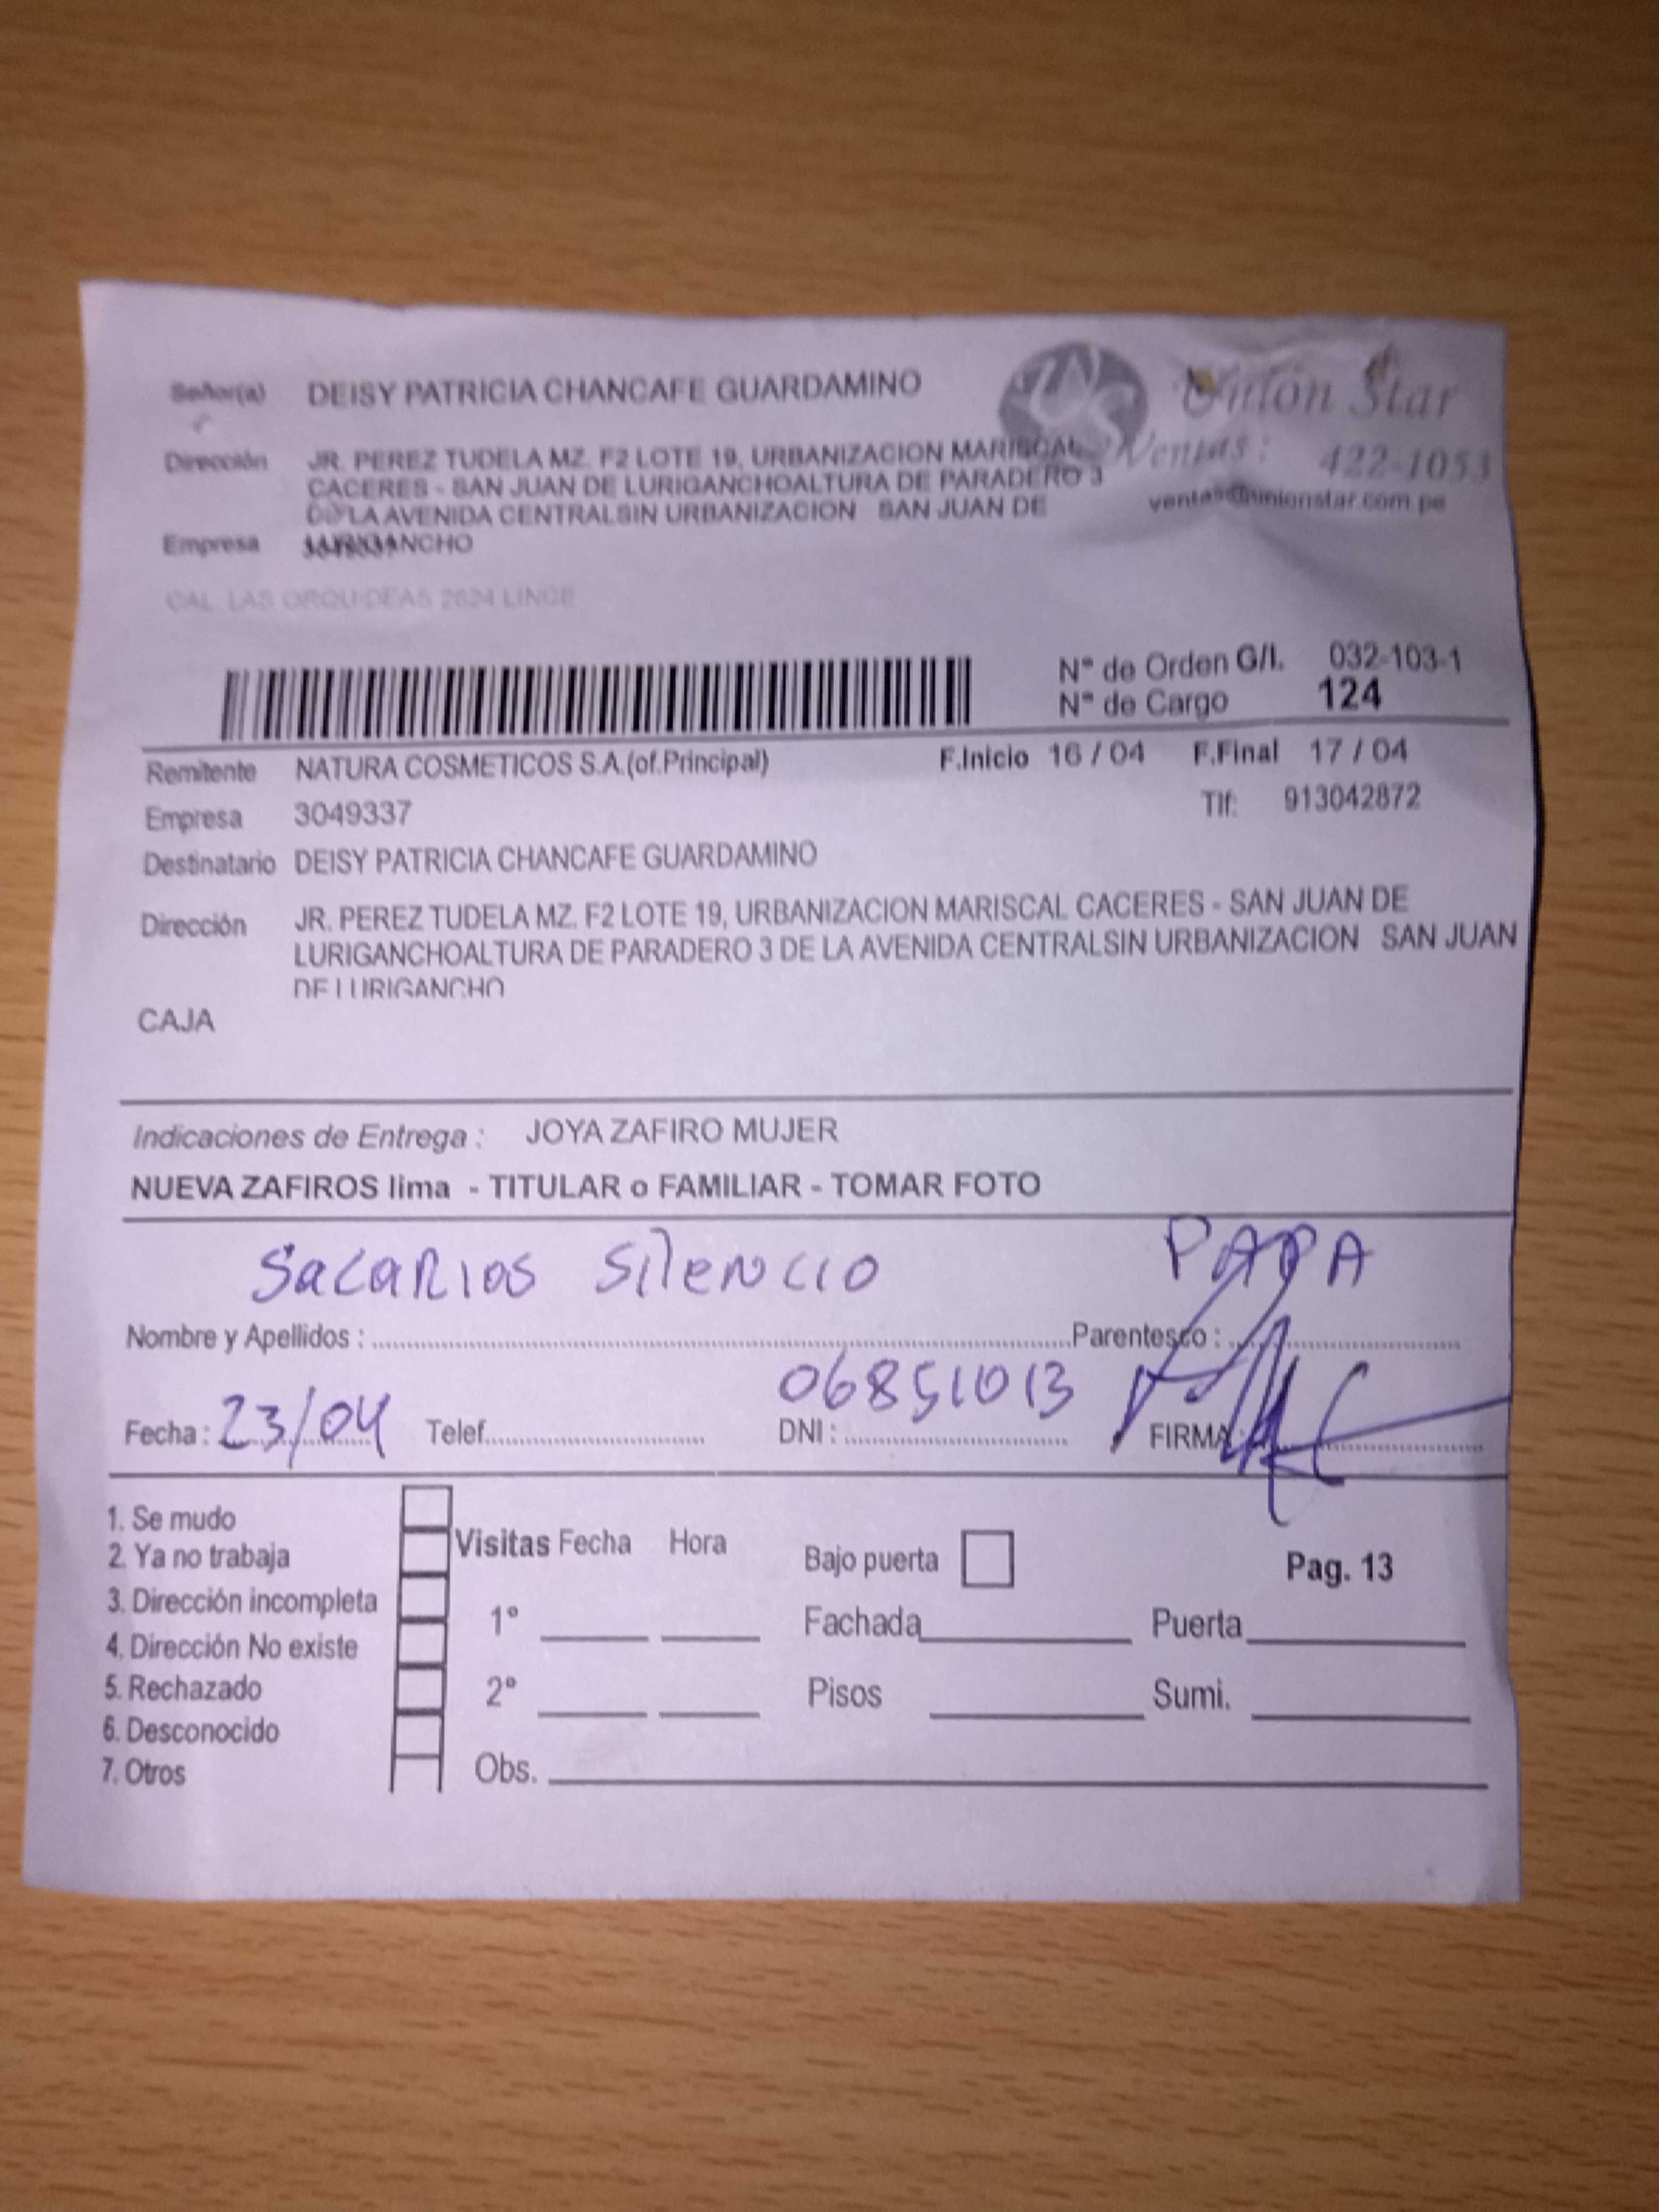 Señor(a) DEISY PATRICIA CHANCAFE GUARDAMINO
Unión Star
Dirección JR. PEREZ TUDELA MZ. F2 LOTE 19, URBANIZACION MARISCAL
Ventas: 422-1053
CACERES - SAN JUAN DE LURIGANCHOALTURA DE PARADERO 3
ventas@unionstar.com.pe
DE LA AVENIDA CENTRALSIN URBANIZACION SAN JUAN DE
LURIGANCHO
Empresa 3049337
CAL. LAS ORQUIDEAS 2624 LINCE
N° de Orden G/I. 032-103-1
N° de Cargo 124
Remitente NATURA COSMETICOS S.A.(of.Principal) F.Inicio 16 / 04 F.Final 17 / 04
Empresa 3049337 Tlf: 913042872
Destinatario DEISY PATRICIA CHANCAFE GUARDAMINO
Dirección JR. PEREZ TUDELA MZ. F2 LOTE 19, URBANIZACION MARISCAL CACERES - SAN JUAN DE
LURIGANCHOALTURA DE PARADERO 3 DE LA AVENIDA CENTRALSIN URBANIZACION SAN JUAN
DE LURIGANCHO
CAJA
Indicaciones de Entrega : JOYA ZAFIRO MUJER
NUEVA ZAFIROS lima - TITULAR o FAMILIAR - TOMAR FOTO
SacaRios SilenCio PAPA
Nombre y Apellidos : Parentesco :
Fecha : 23/04 Telef. DNI : 06851013 FIRMA
1. Se mudo
2. Ya no trabaja
3. Dirección incompleta
4. Dirección No existe
5. Rechazado
6. Desconocido
7. Otros
Visitas Fecha Hora Bajo puerta Pag. 13
1° Fachada Puerta
2° Pisos Sumi.
Obs.